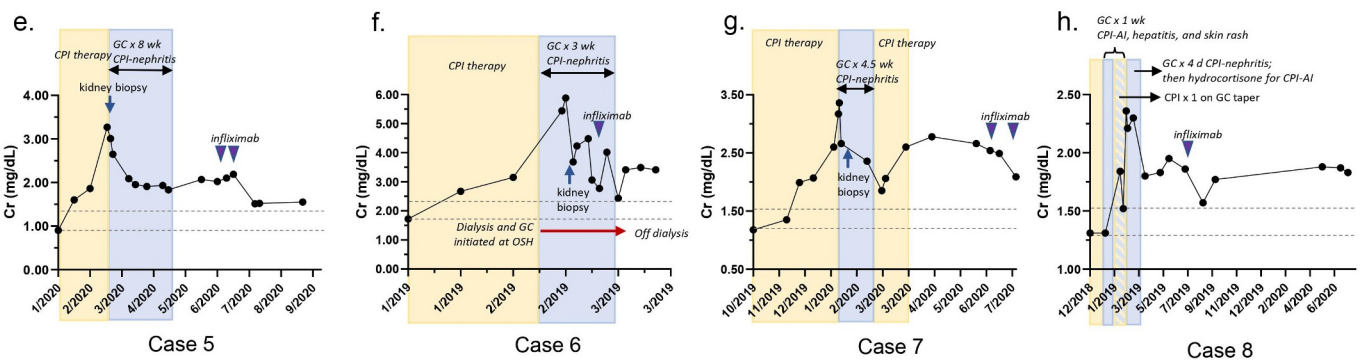 e.
CPI therapy
GC x 8 wk
CPI-nephritis
kidney biopsy
infliximab
Cr (mg/dL)
4.00
3.00
2.00
1.00
0.00
1/2020
2/2020
3/2020
4/2020
5/2020
6/2020
7/2020
8/2020
9/2020
Case 5
f.
CPI therapy
GC x 3 wk
CPI-nephritis
infliximab
kidney
biopsy
Dialysis and GC
initiated at OSH
Off dialysis
Cr (mg/dL)
6.00
5.00
4.00
3.00
2.00
1.00
0.00
1/2019
1/2019
2/2019
2/2019
3/2019
3/2019
Case 6
g.
CPI therapy
GC x 4.5 wk
CPI-nephritis
CPI therapy
kidney
biopsy
infliximab
Cr (mg/dL)
3.50
2.50
1.50
0.50
10/2019
11/2019
12/2019
1/2020
2/2020
3/2020
4/2020
5/2020
6/2020
7/2020
Case 7
h.
GC x 1 wk
CPI-AI, hepatitis, and skin rash
GC x 4 d CPI-nephritis;
then hydrocortisone for CPI-AI
CPI x 1 on GC taper
infliximab
Cr (mg/dL)
2.50
2.00
1.50
1.00
12/2018
1/2019
3/2019
5/2019
7/2019
9/2019
11/2019
12/2019
2/2020
4/2020
6/2020
Case 8